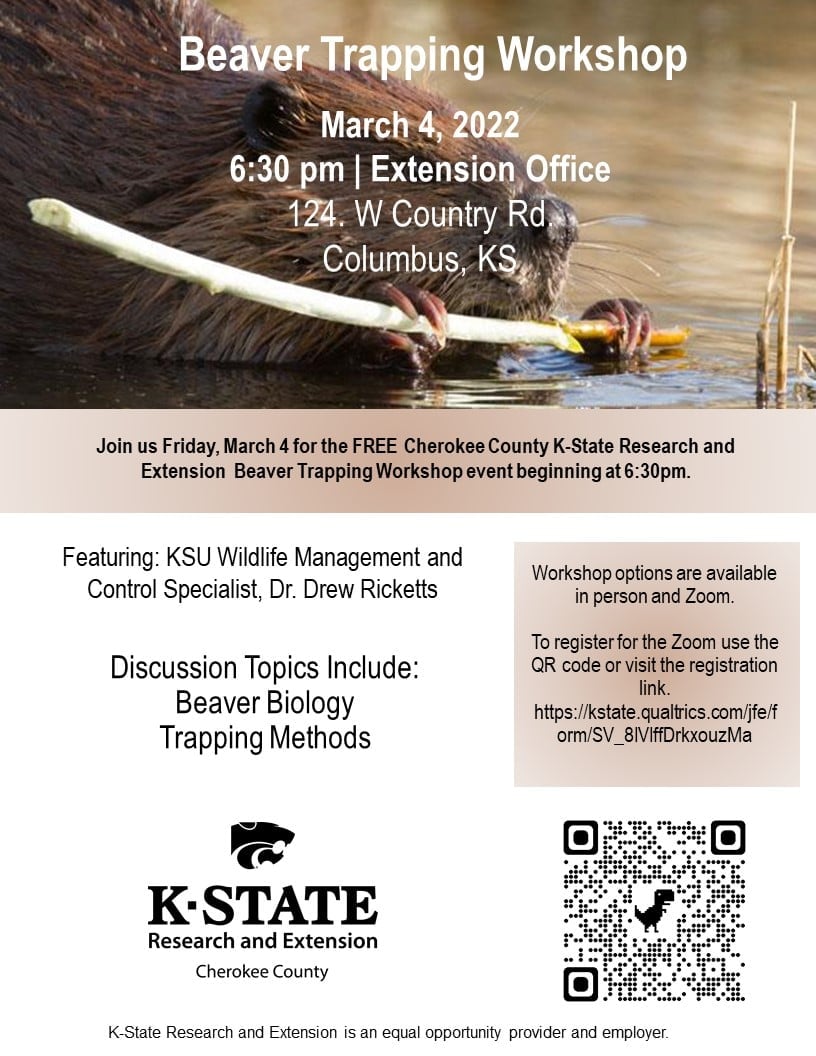 Beaver Trapping Workshop
March 4, 2022
6:30 pm | Extension Office
124. W Country Rd.
Columbus, KS
Join us Friday, March 4 for the FREE Cherokee County K-State Research and
Extension Beaver Trapping Workshop event beginning at 6:30pm.
Featuring: KSU Wildlife Management and
Control Specialist, Dr. Drew Ricketts
Discussion Topics Include:
Beaver Biology
Trapping Methods
Workshop options are available
in person and Zoom.
To register for the Zoom use the
QR code or visit the registration
link.
https://kstate.qualtrics.com/jfe/f
orm/SV_8IVlffDrkxouzMa
K-STATE
Research and Extension
Cherokee County
K-State Research and Extension is an equal opportunity provider and employer.